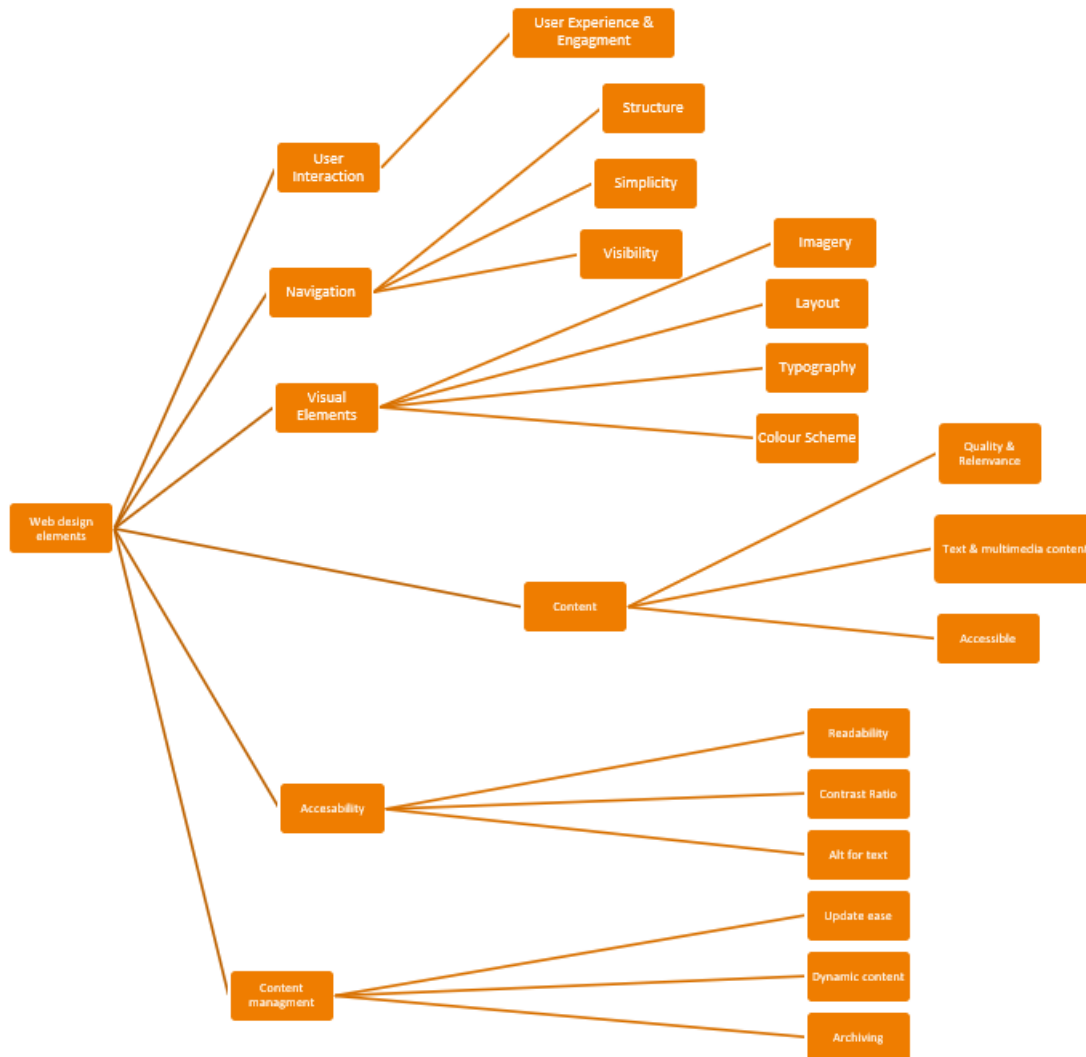 User Experience &
Engagment
Structure
User
Interaction
Simplicity
Imagery
Visibility
Navigation
Layout
Typography
Visual
Elements
Colour Scheme
Quality &
Relenvance
Web design
elements
Text & multimedia content
Content
Accessible
Readability
Accesability
Contrast Ratio
Alt for text
Update ease
Dynamic content
Content
managment
Archiving